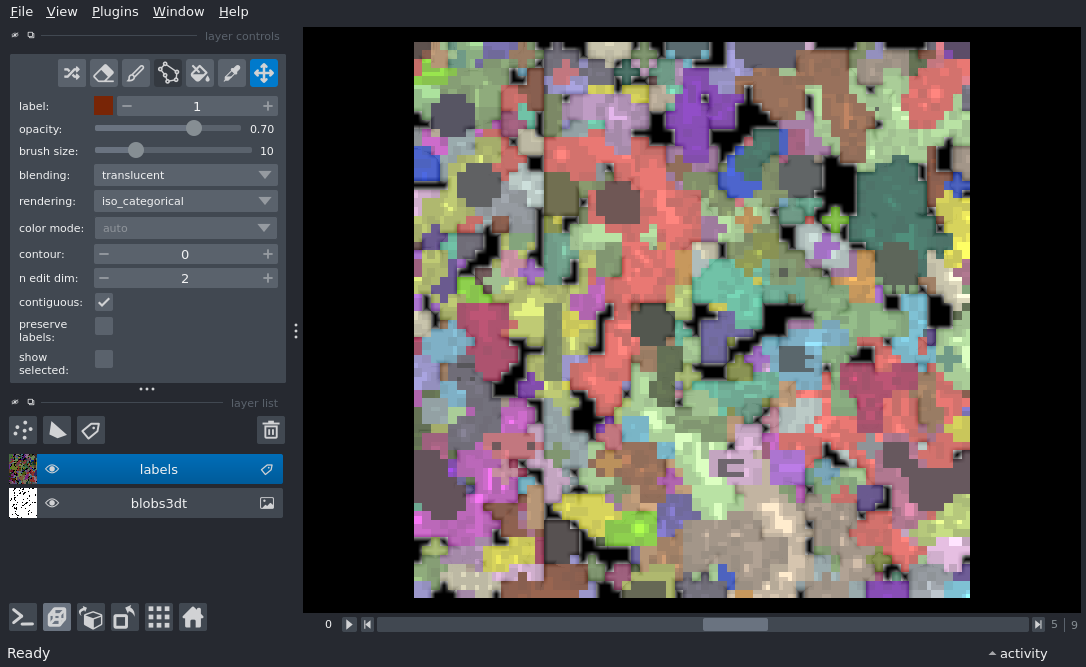 File View Plugins Window Help
layer controls
label: 1
opacity: 0.70
brush size: 10
blending: translucent
rendering: iso_categorical
color mode: auto
contour: 0
n edit dim: 2
contiguous:
preserve
labels:
show
selected:
layer list
labels
blobs3dt
0 5 9
Ready activity